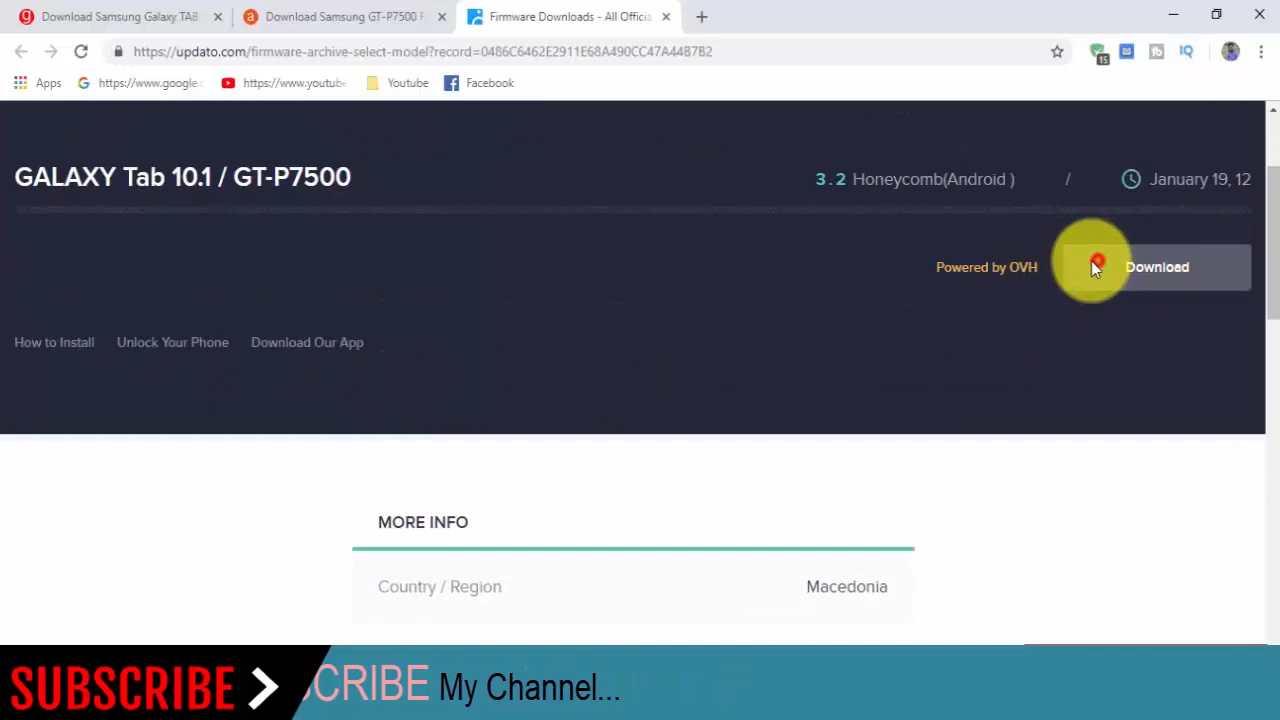 Download Samsung Galaxy TAB
Download Samsung GT-P7500 F
Firmware Downloads - All Officia
https://updato.com/firmware-archive-select-model?record=0486C6462E2911E68A490CC47A44B7B2
15
Apps
https://www.google.c
https://www.youtube
Youtube
Facebook
GALAXY Tab 10.1 / GT-P7500
3.2 Honeycomb(Android )
/
January 19, 12
Powered by OVH
Download
How to Install
Unlock Your Phone
Download Our App
MORE INFO
Country / Region
Macedonia
SUBSCRIBE
SCRIBE My Channel...